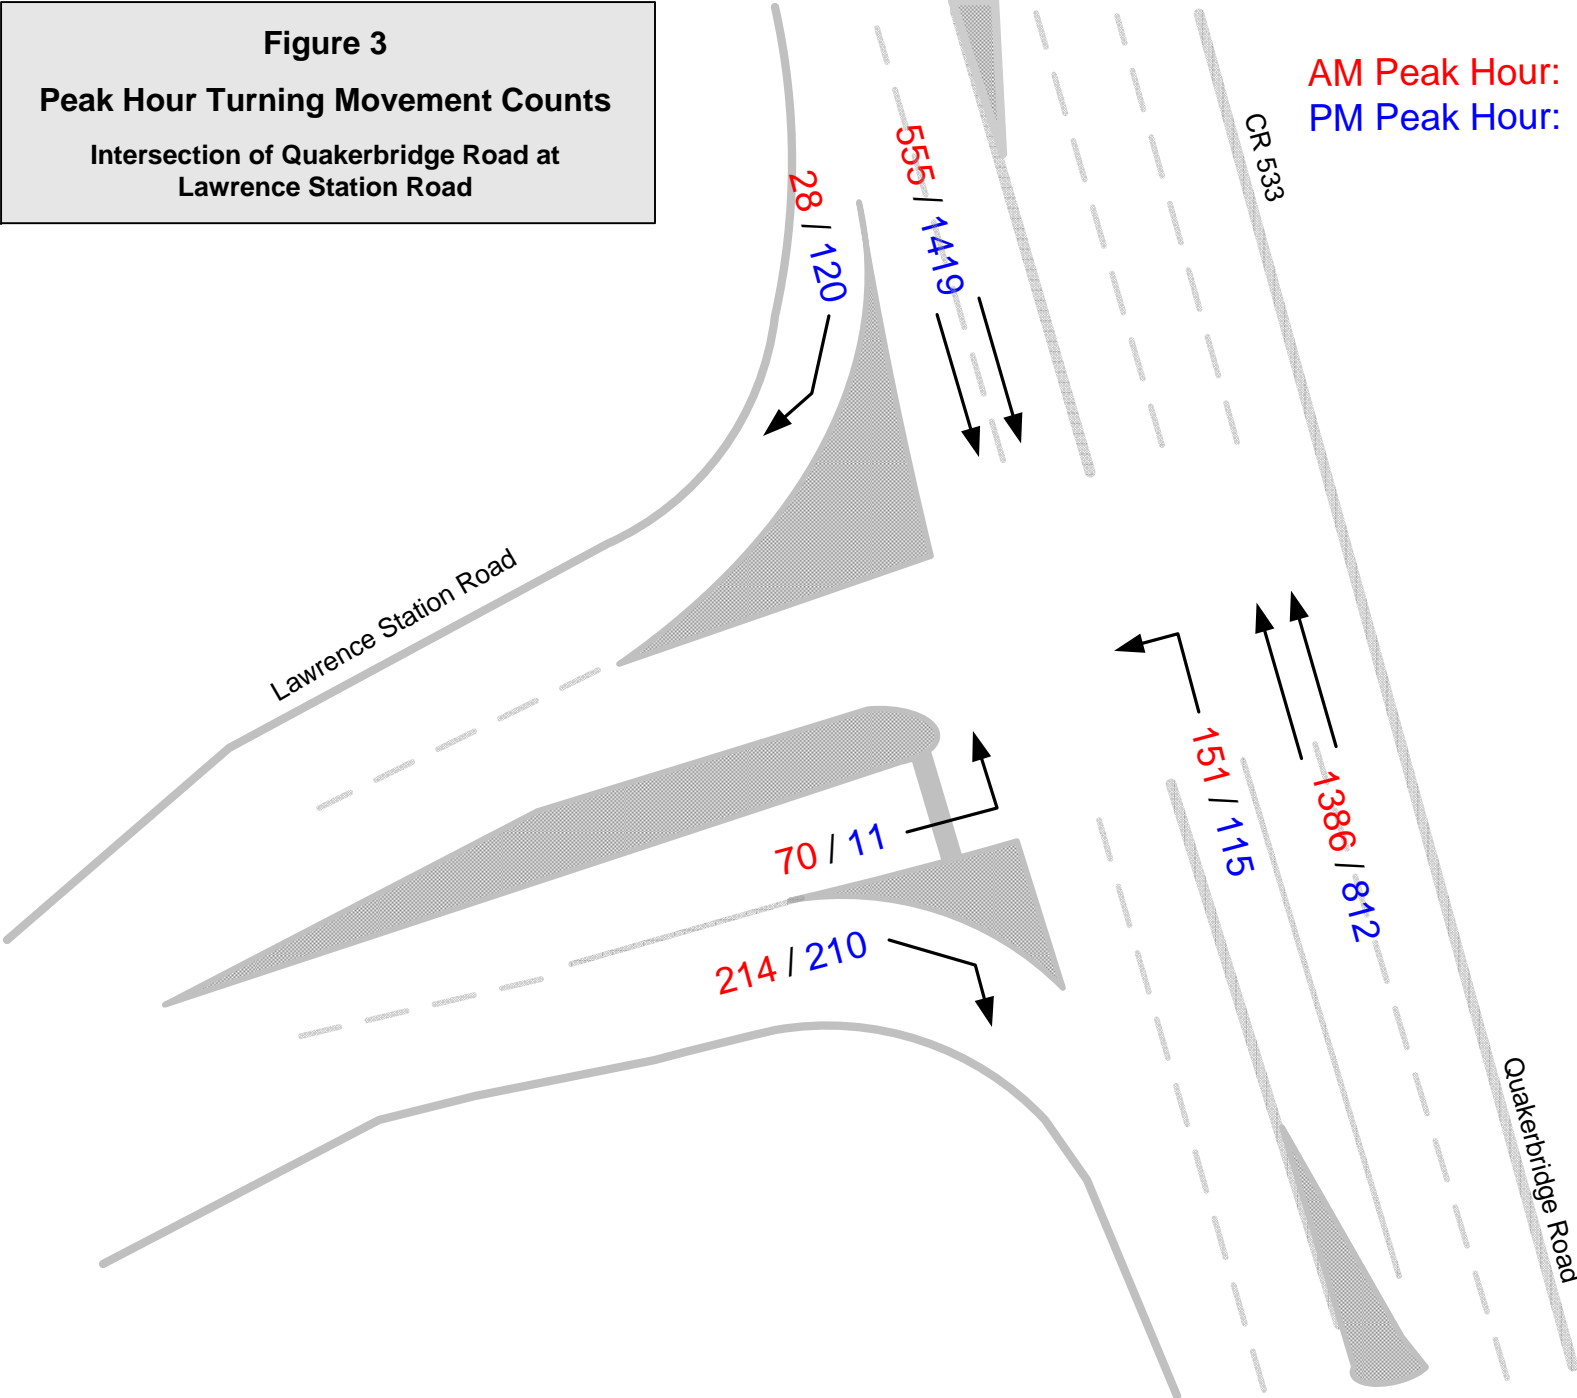 Figure 3
Peak Hour Turning Movement Counts
Intersection of Quakerbridge Road at
Lawrence Station Road
AM Peak Hour:
PM Peak Hour:
CR 533
28 / 120
555 / 1419
Lawrence Station Road
151 / 115
1386 / 812
70 / 11
214 / 210
Quakerbridge Road